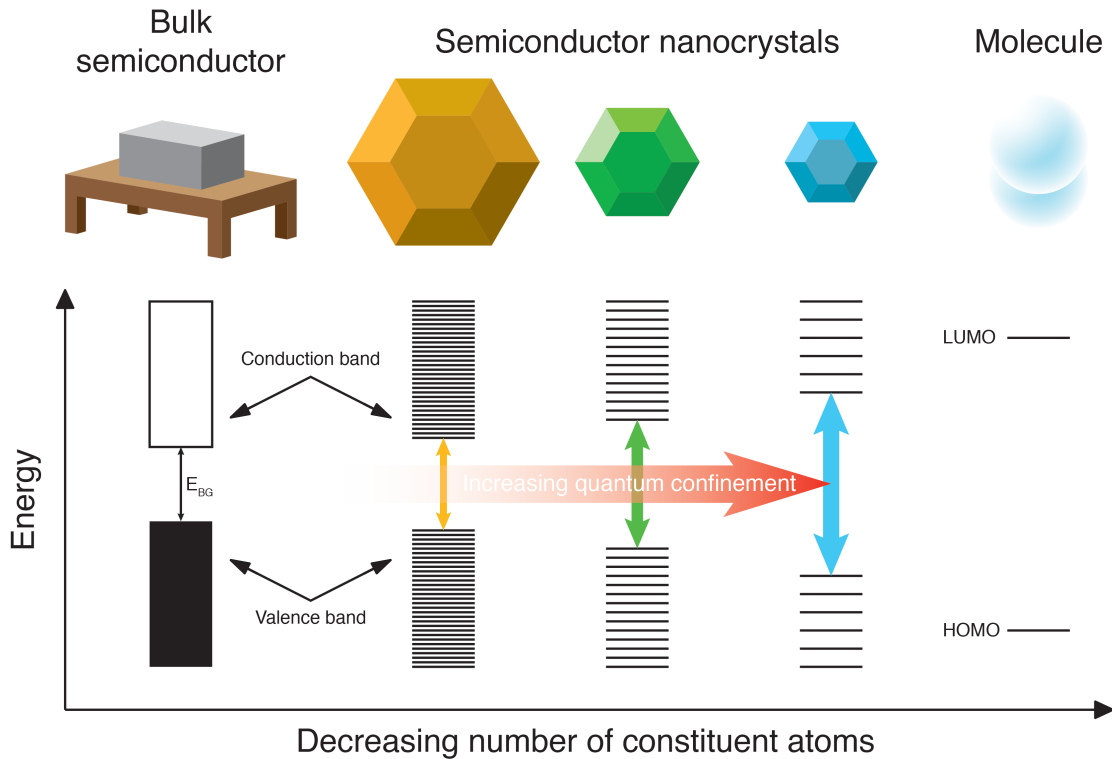 Bulk
semiconductor
Semiconductor nanocrystals
Molecule
Conduction band
LUMO
E_BG
Increasing quantum confinement
Energy
Valence band
HOMO
Decreasing number of constituent atoms